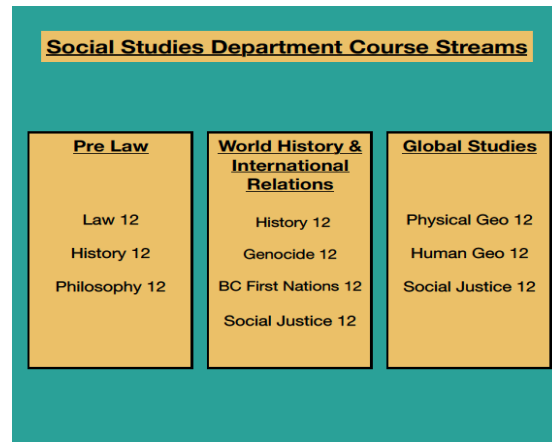 Social Studies Department Course Streams
Pre Law
Law 12
History 12
Philosophy 12
World History &
International
Relations
History 12
Genocide 12
BC First Nations 12
Social Justice 12
Global Studies
Physical Geo 12
Human Geo 12
Social Justice 12